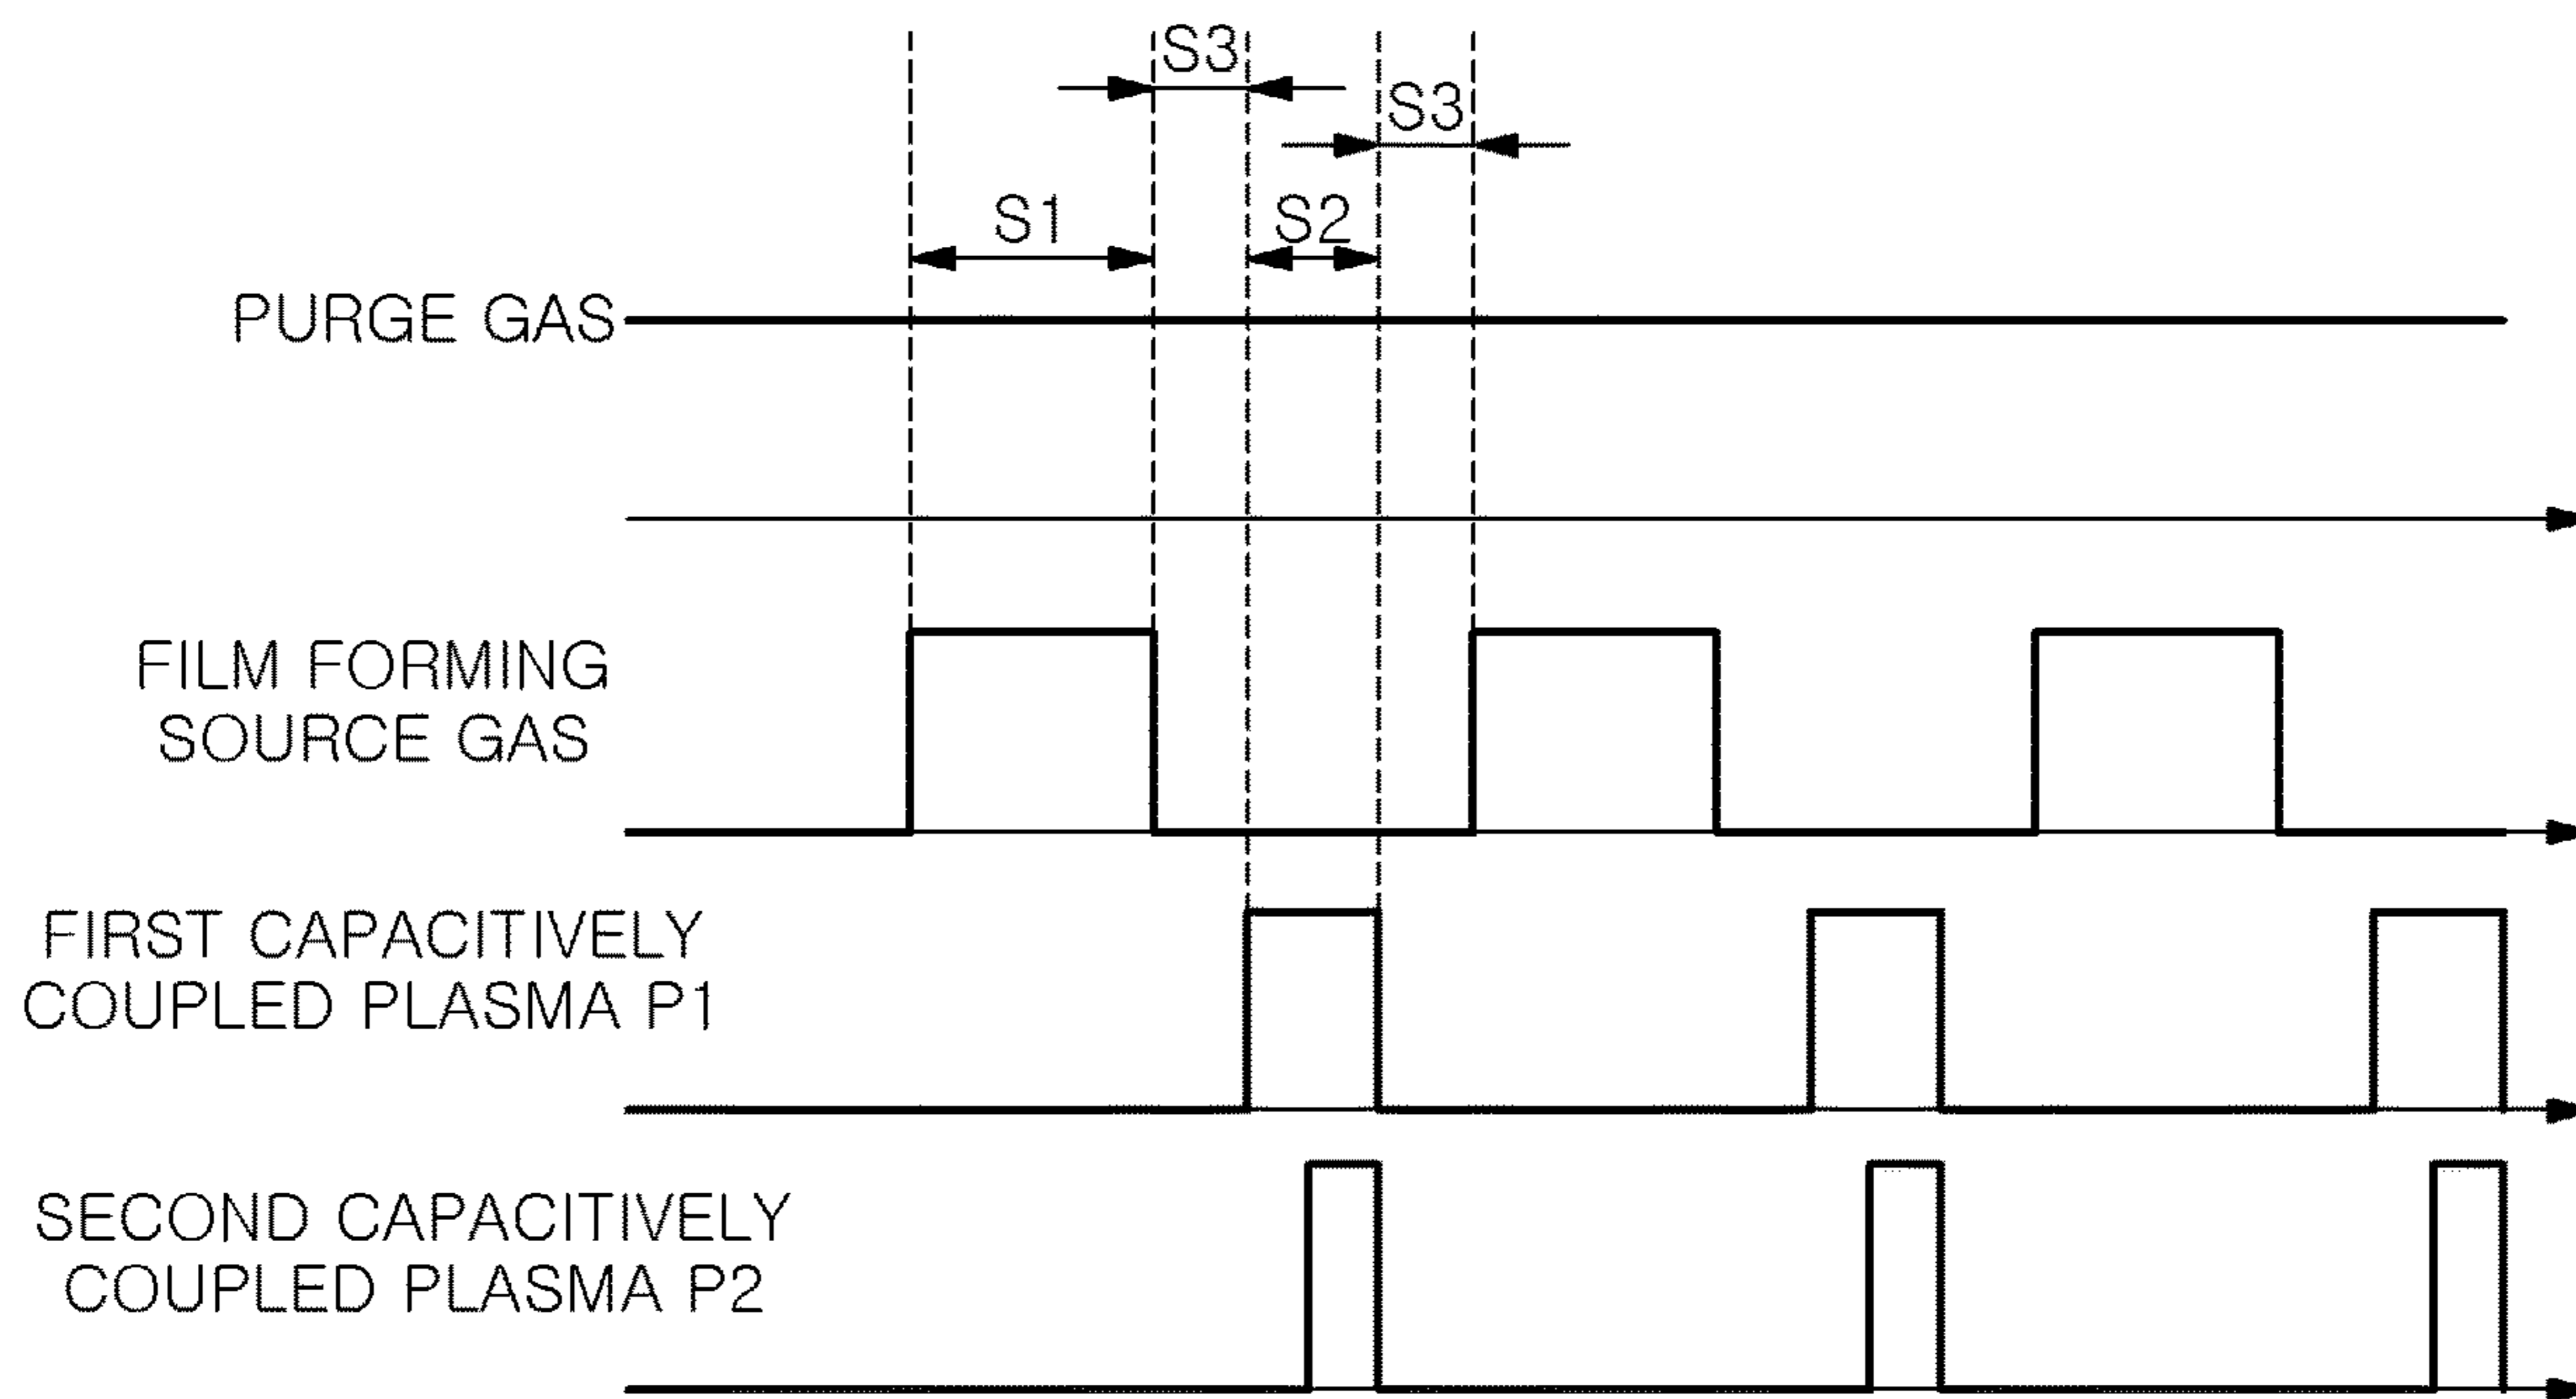 S3
S3
S1
S2
PURGE GAS
FILM FORMING
SOURCE GAS
FIRST CAPACITIVELY
COUPLED PLASMA P1
SECOND CAPACITIVELY
COUPLED PLASMA P2